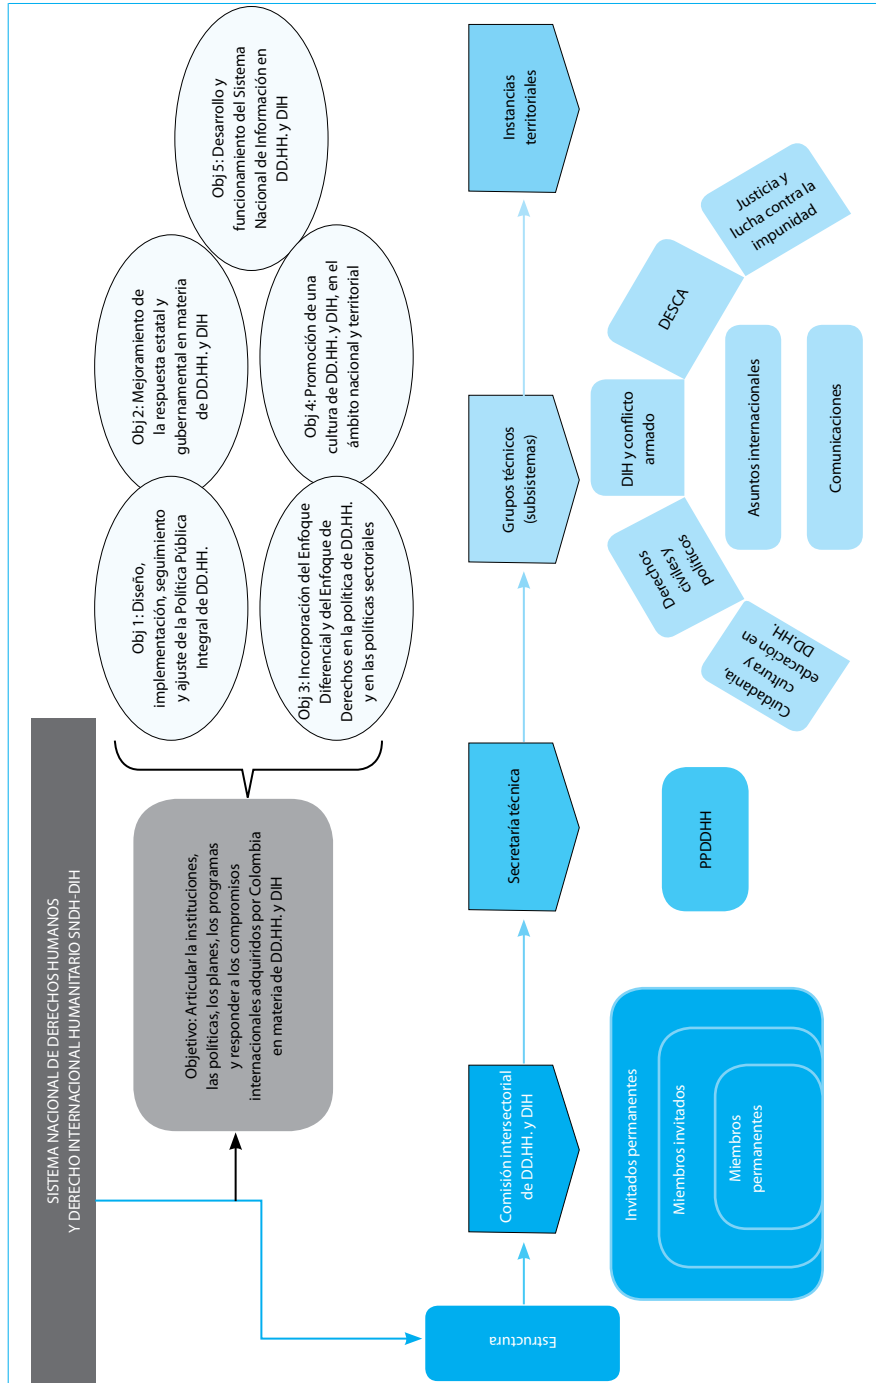 SISTEMA NACIONAL DE DERECHOS HUMANOS
Y DERECHO INTERNACIONAL HUMANITARIO SNDH-DIH
Objetivo: Articular la instituciones,
las políticas, los planes, los programas
y responder a los compromisos
internacionales adquiridos por Colombia
en materia de DD.HH. y DIH
Obj 1: Diseño,
implementación, seguimiento
y ajuste de la Política Pública
Integral de DD.HH.
Obj 2: Mejoramiento de
la respuesta estatal y
gubernamental en materia
de DD.HH. y DIH
Obj 3: Incorporación del Enfoque
Diferencial y del Enfoque de
Derechos en la política de DD.HH.
y en las políticas sectoriales
Obj 4: Promoción de una
cultura de DD.HH. y DIH, en el
ámbito nacional y territorial
Obj 5: Desarrollo y
funcionamiento del Sistema
Nacional de Información en
DD.HH. y DIH
Estructura
Comisión intersectorial
de DD.HH. y DIH
Secretaría técnica
Grupos técnicos
(subsistemas)
Instancias
territoriales
Invitados permanentes
Miembros invitados
Miembros
permanentes
PPDDHH
Cuidadanía,
cultura y
educación en
DD.HH.
Derechos
civiles y
políticos
DIH y conflicto
armado
DESCA
Justicia y
lucha contra la
impunidad
Asuntos internacionales
Comunicaciones